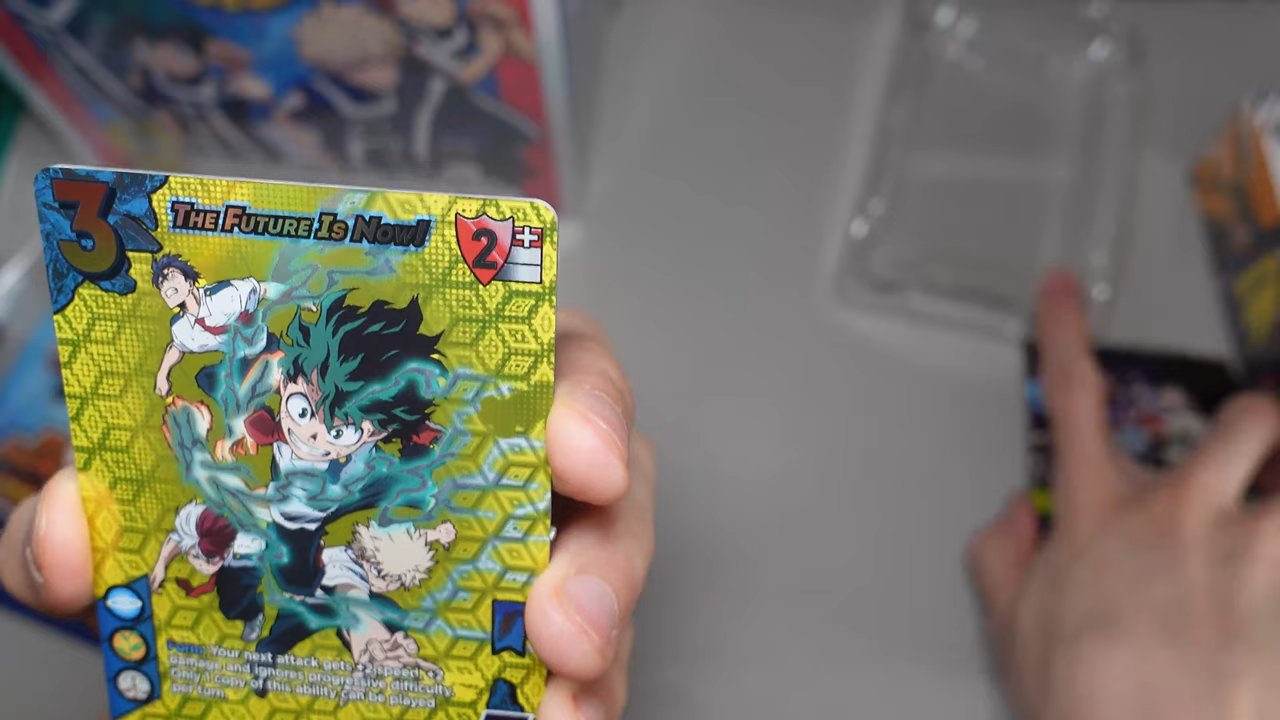 3
THE FUTURE IS NOW!
2
+
Form: Your next attack gets +2 speed, +2
damage and ignores progressive difficulty.
Only 1 copy of this ability can be played
per turn.